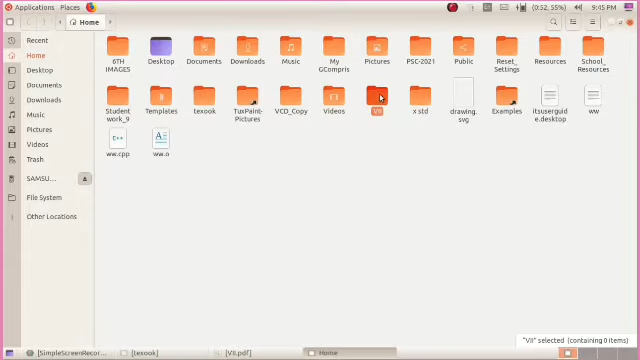 Applications Places (0:52, 55%) 9:45 PM
Home
Recent
Home
Desktop
Documents
Downloads
Music
Pictures
Videos
Trash
SAMSU...
File System
Other Locations
6TH IMAGES
Desktop
Documents
Downloads
Music
My GCompris
Pictures
PSC-2021
Public
Reset_
Settings
Resources
School_
Resources
Student
work_9
Templates
texook
TuxPaint-
Pictures
VCD_Copy
Videos
VII
x std
drawing.
svg
Examples
itsuserguid
e.desktop
ww
C++
ww.cpp
ww.o
"VII" selected (containing 0 items)
[SimpleScreenRecor... [texook] [VII.pdf] Home